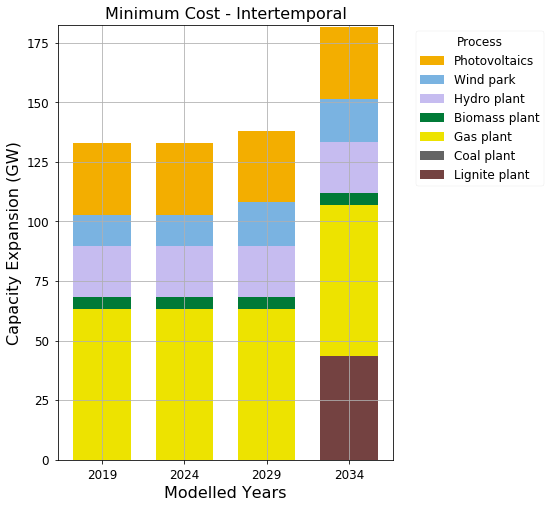 Minimum Cost - Intertemporal
Capacity Expansion (GW)
175
150
125
100
75
50
25
0
2019 2024 2029 2034
Modelled Years
Process
Photovoltaics
Wind park
Hydro plant
Biomass plant
Gas plant
Coal plant
Lignite plant